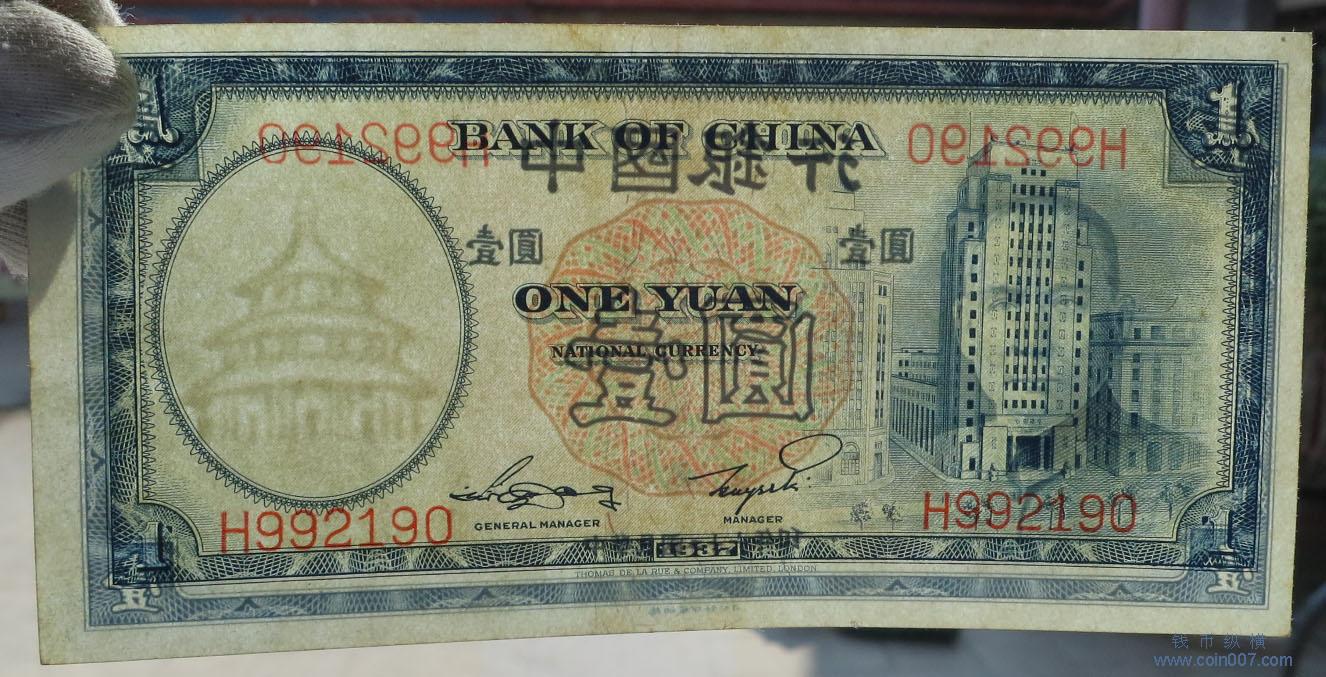 1 1
BANK OF CHINA
H992190 H992190
中國銀行
壹圓 壹圓
ONE YUAN
NATIONAL CURRENCY
壹圓
GENERAL MANAGER MANAGER
H992190 H992190
1937
1 1
THOMAS DE LA RUE & COMPANY, LIMITED, LONDON
钱币纵横
www.coin007.com